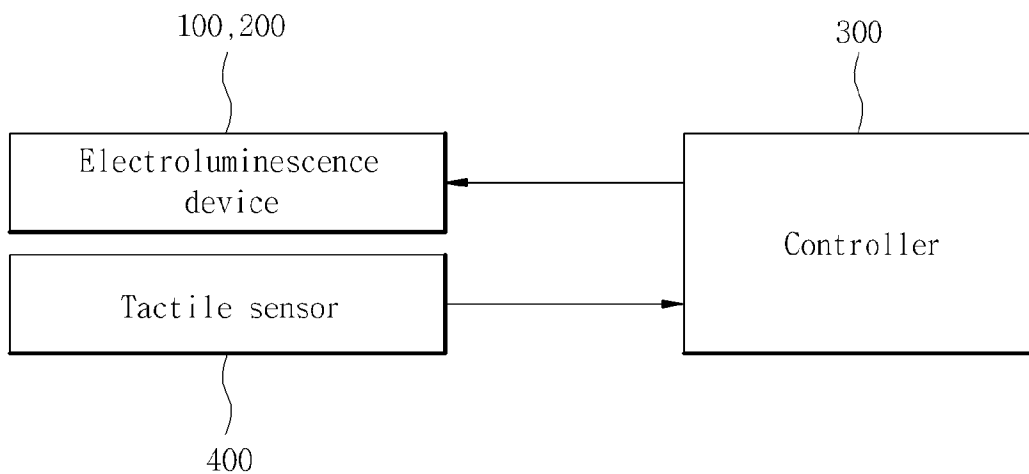 100,200
300
Electroluminescence
device
Controller
Tactile sensor
400